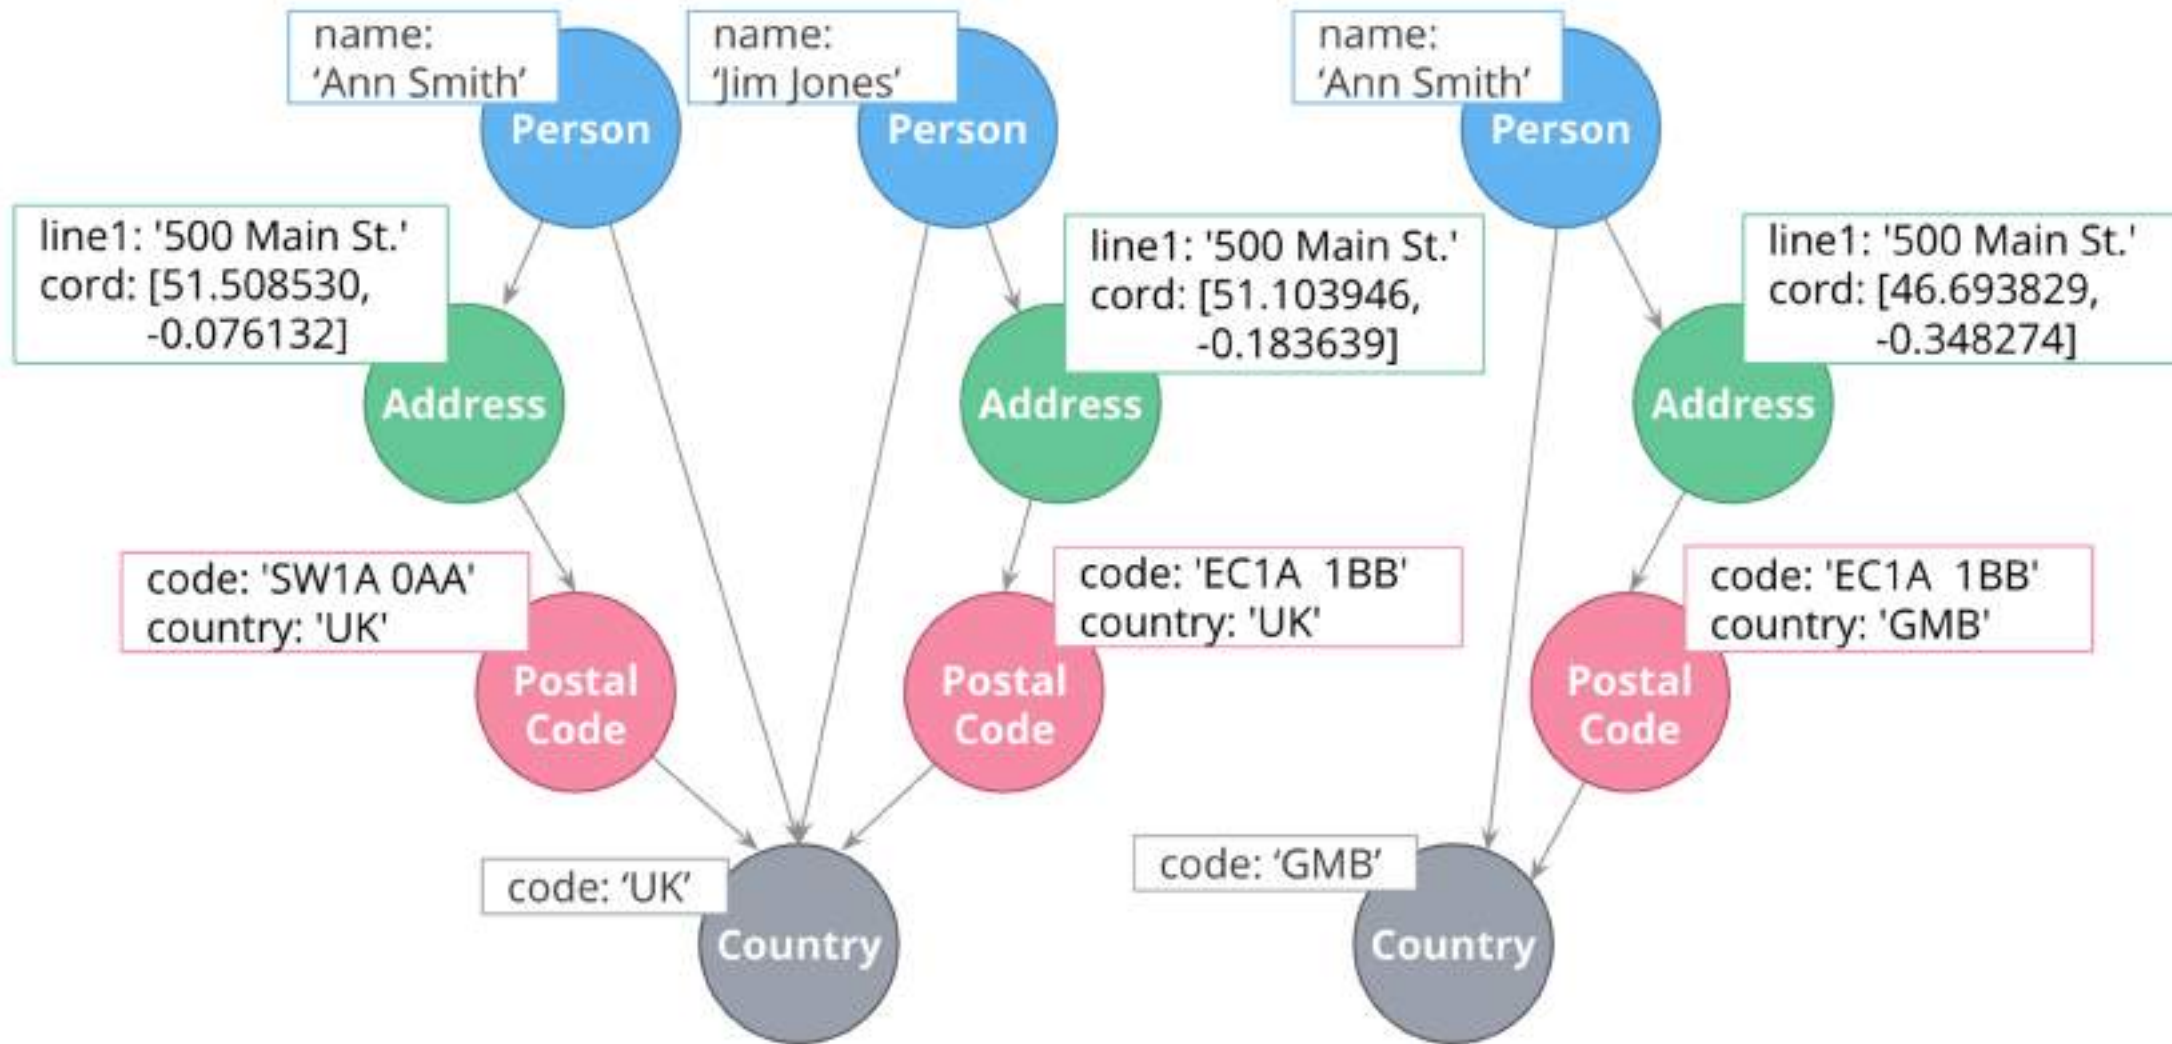 name:
‘Ann Smith’
Person
name:
‘Jim Jones’
Person
name:
‘Ann Smith’
Person
line1: '500 Main St.'
cord: [51.508530,
-0.076132]
Address
line1: '500 Main St.'
cord: [51.103946,
-0.183639]
Address
line1: '500 Main St.'
cord: [46.693829,
-0.348274]
Address
code: 'SW1A 0AA'
country: 'UK'
Postal
Code
code: 'EC1A  1BB'
country: 'UK'
Postal
Code
code: 'EC1A  1BB'
country: 'GMB'
Postal
Code
code: ‘UK’
Country
code: ‘GMB’
Country